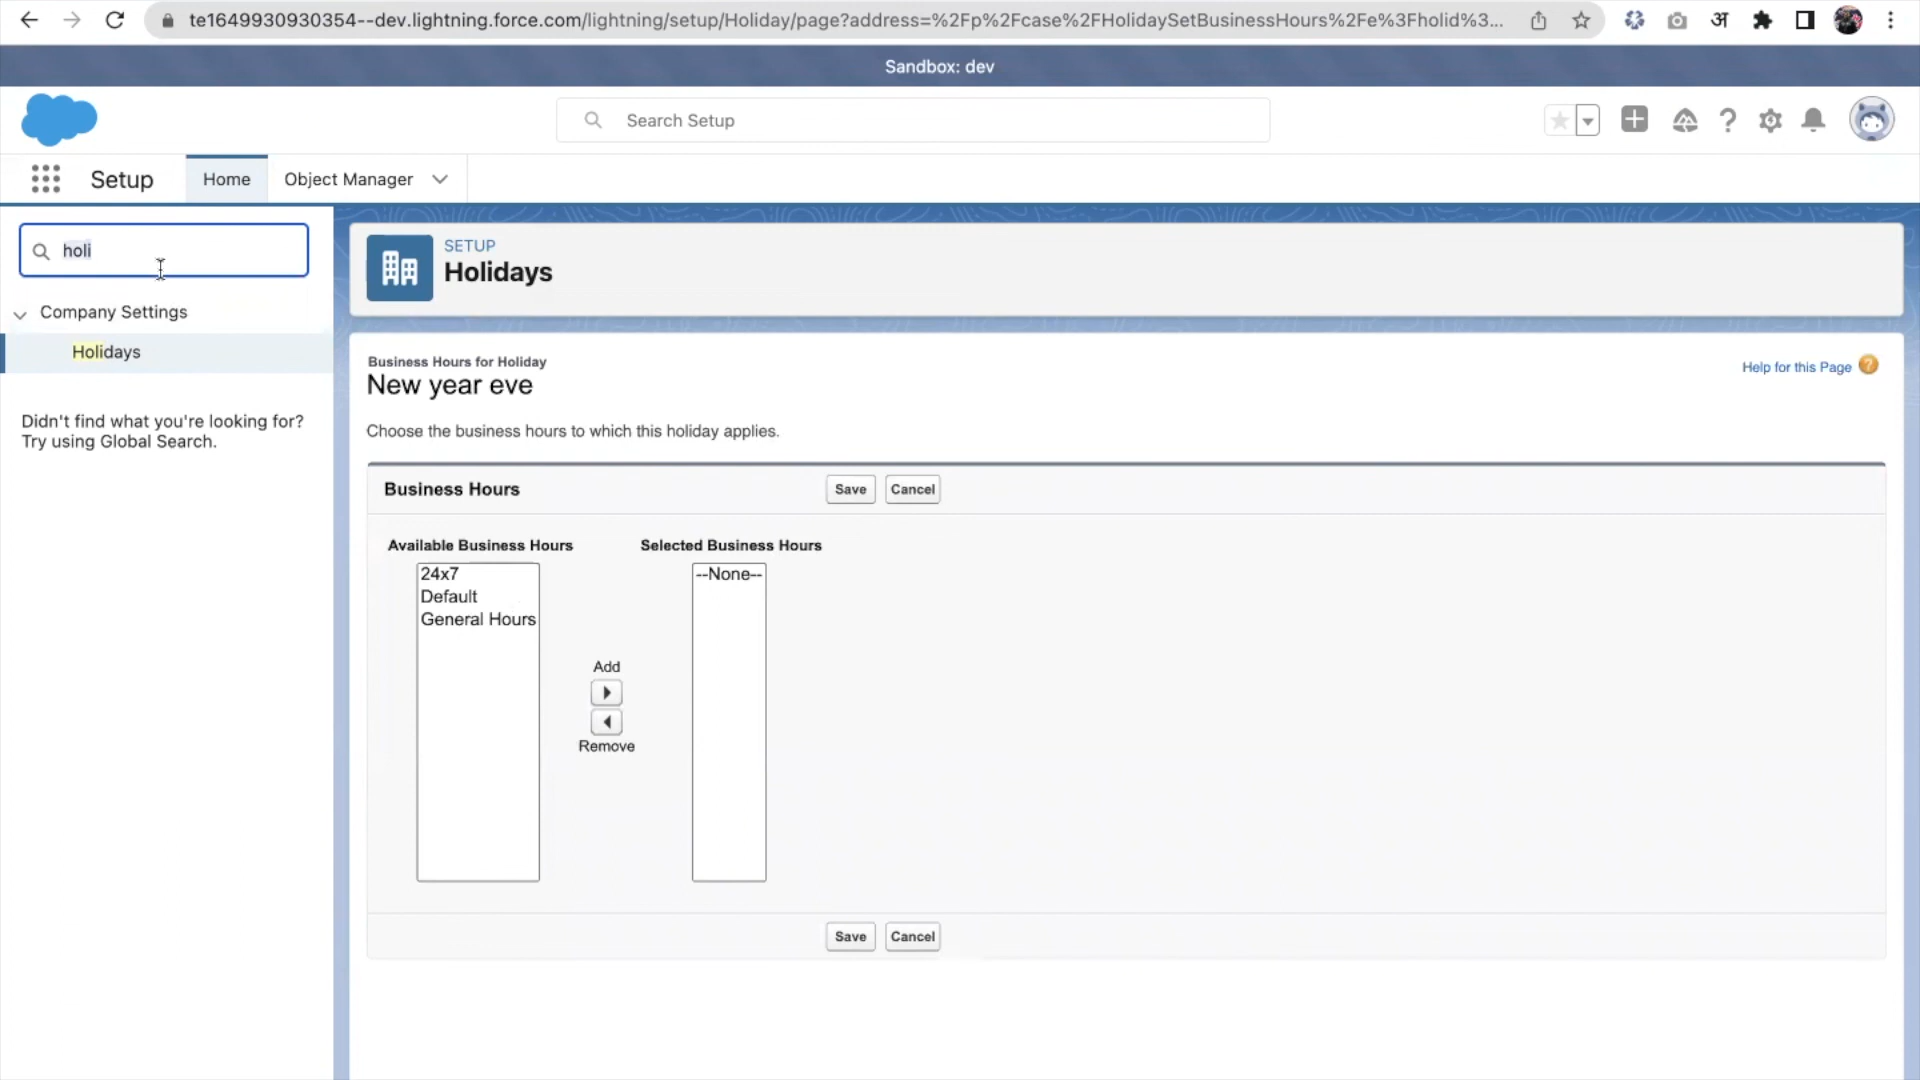 te1649930930354--dev.lightning.force.com/lightning/setup/Holiday/page?address=%2Fp%2Fcase%2FHolidaySetBusinessHours%2Fe%3Fholid%3...
अ
Sandbox: dev
Search Setup
Setup
Home
Object Manager
holi
Company Settings
Holidays
Didn't find what you're looking for?
Try using Global Search.
SETUP
Holidays
Business Hours for Holiday
New year eve
Help for this Page
Choose the business hours to which this holiday applies.
Business Hours
Save
Cancel
Available Business Hours
Selected Business Hours
24x7
Default
General Hours
--None--
Add
Remove
Save
Cancel